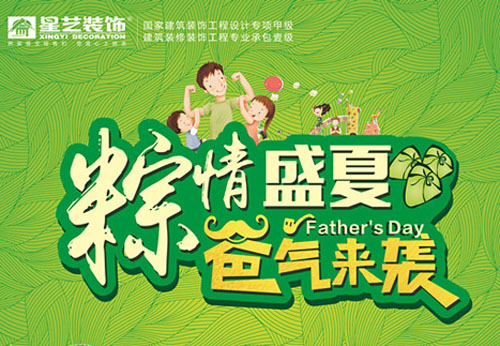 星艺装饰®
XINGYI DECORATION
国家建筑装饰工程设计专项甲级
建筑装修装饰工程专业承包壹级
粽情盛夏
Father's Day
爸气来袭